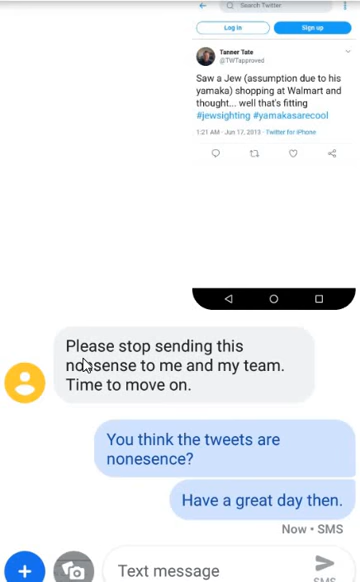 Search Twitter
Log in
Sign up
Tanner Tate
@TWTapproved
Saw a Jew (assumption due to his
yamaka) shopping at Walmart and
thought... well that's fitting
#jewsighting #yamakasarecool
1:21 AM · Jun 17, 2013 · Twitter for iPhone
Please stop sending this
nonsense to me and my team.
Time to move on.
You think the tweets are
nonesence?
Have a great day then.
Now • SMS
Text message
SMS